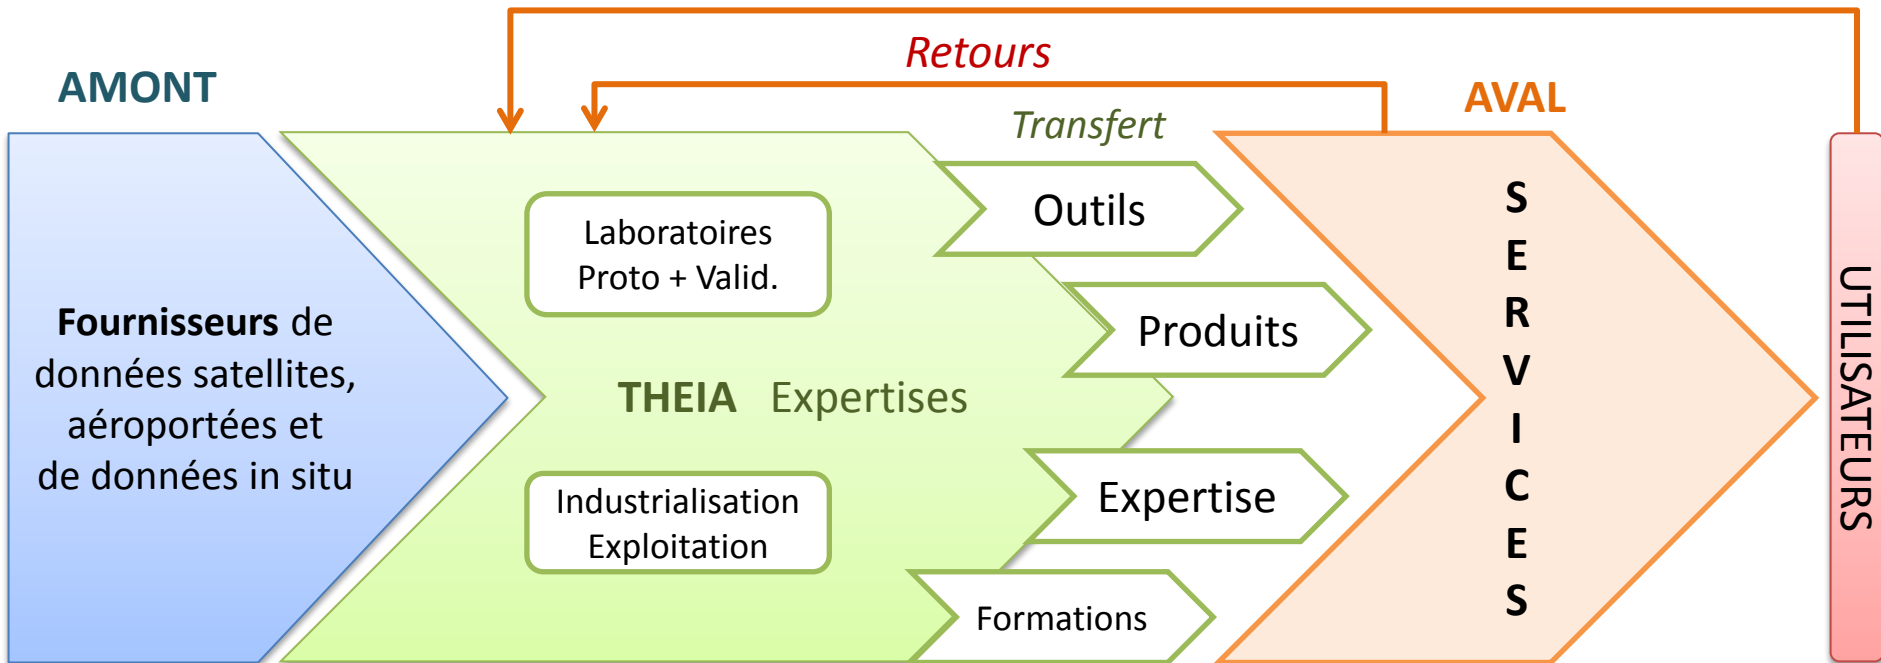 Retours
AMONT
AVAL
Transfert
Fournisseurs de
données satellites,
aéroportées et
de données in situ
Laboratoires
Proto + Valid.
THEIA Expertises
Industrialisation
Exploitation
Outils
Produits
Expertise
Formations
SERVICES
UTILISATEURS